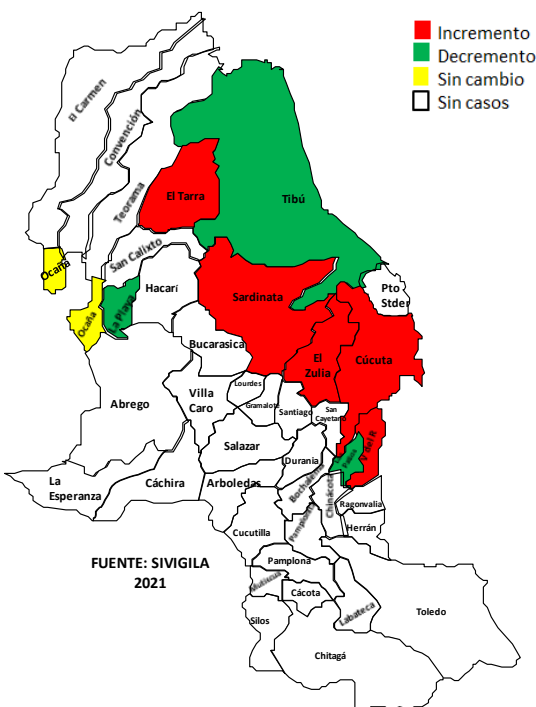 Incremento
Decremento
Sin cambio
Sin casos
El Carmen
Convención
Teorama
El Tarra
Tibú
San Calixto
Ocaña
Hacarí
Sardinata
Pto
Stder
Ocaña
La Playa
Bucarasica
El
Zulia
Cúcuta
Abrego
Villa
Caro
Lourdes
Gramalote
Santiago
San
Cayetano
Salazar
V del R
Patios
Durania
La
Esperanza
Cáchira
Arboledas
Bochalema
Chinácota
Ragonvalia
Herrán
Cucutilla
Pamplonita
FUENTE: SIVIGILA
2021
Pamplona
Mutiscua
Cácota
Labateca
Toledo
Silos
Chitagá